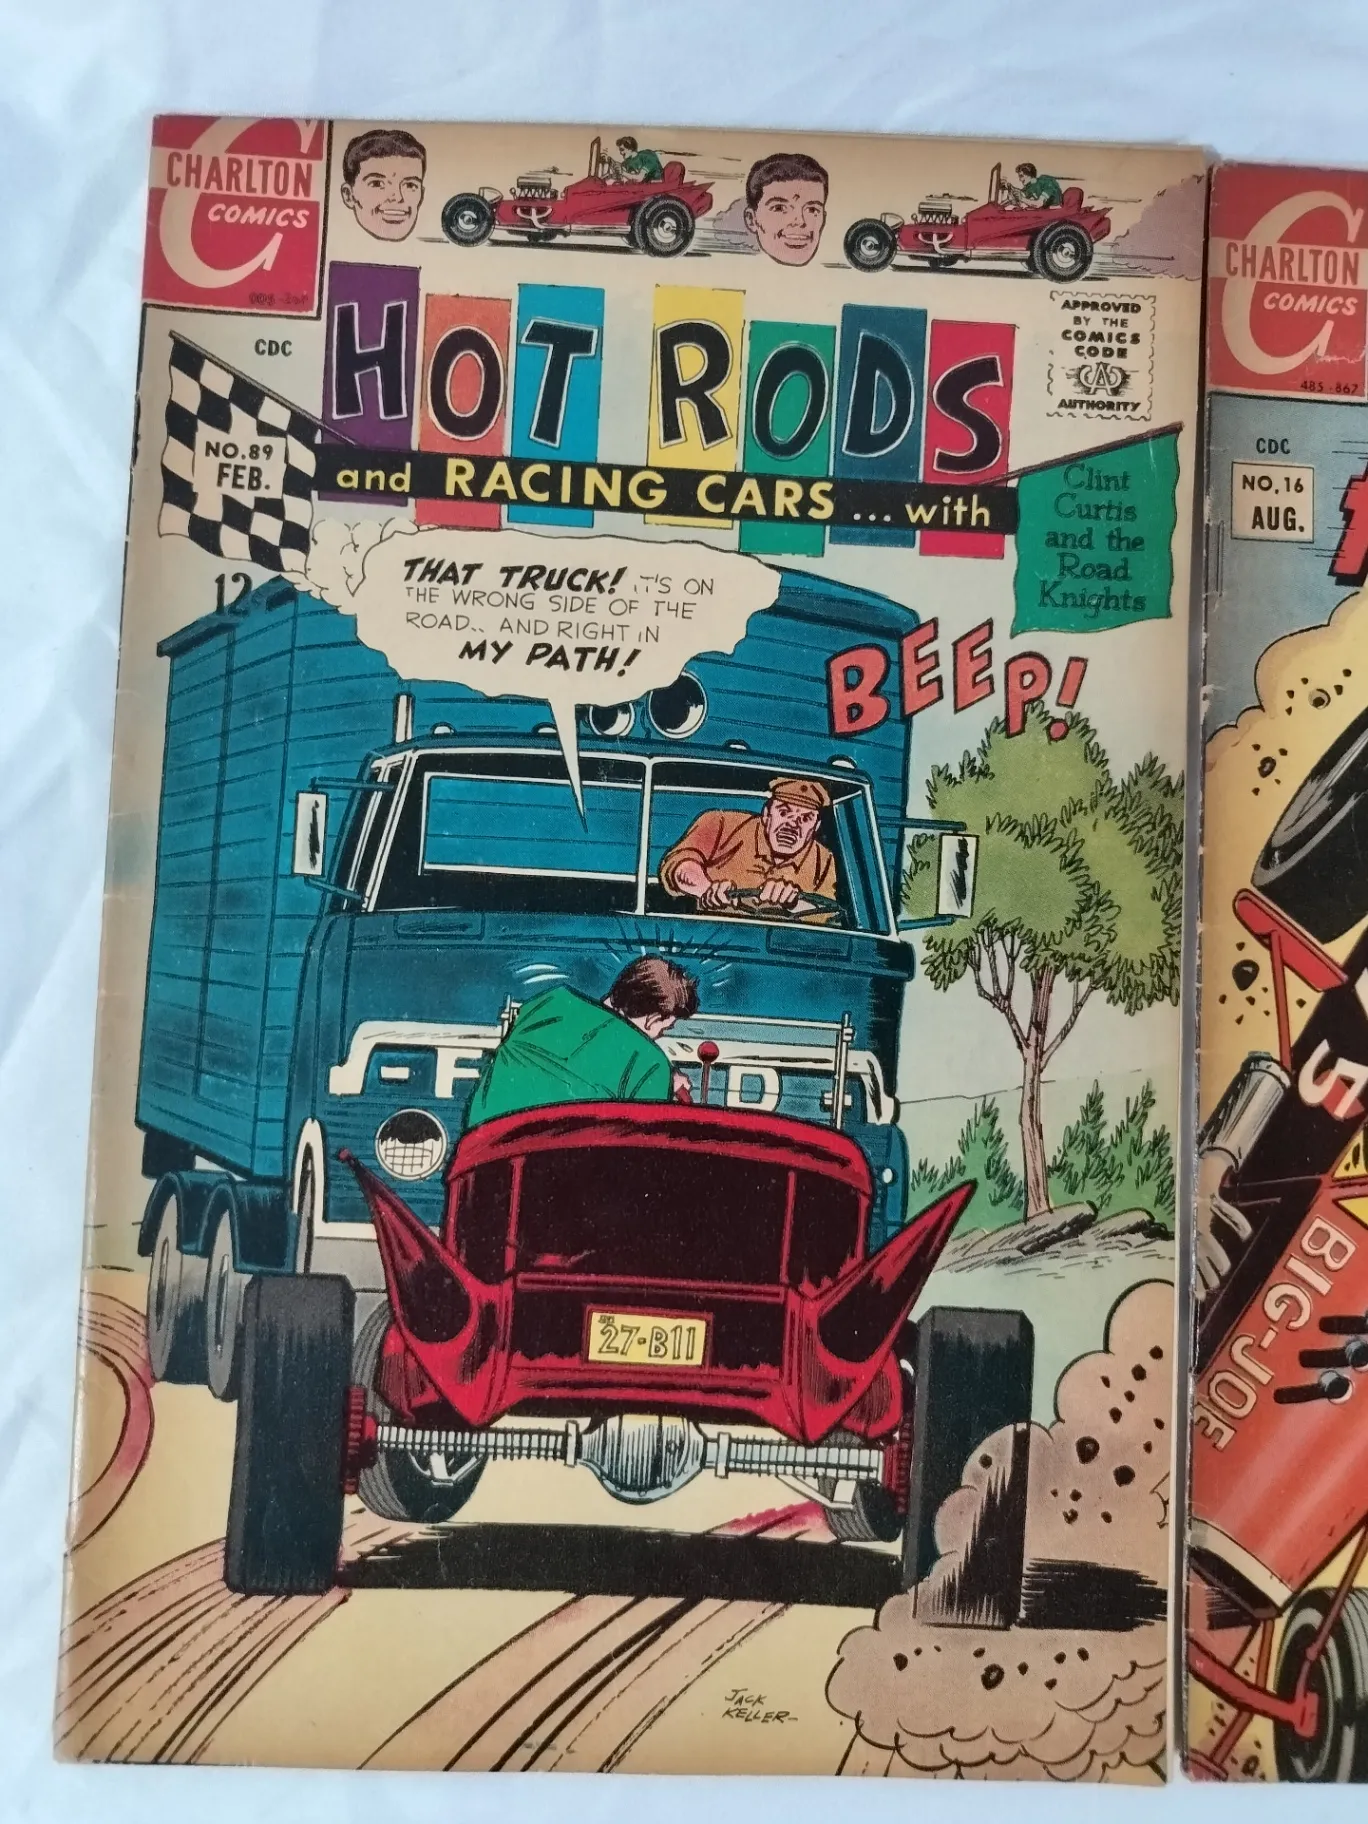 CHARLTON
COMICS
CDC
NO.89
FEB.
12¢
HOT RODS
and RACING CARS... with
APPROVED
BY THE
COMICS
CODE
AUTHORITY
Clint
Curtis
and the
Road
Knights
THAT TRUCK! IT'S ON
THE WRONG SIDE OF THE
ROAD.. AND RIGHT IN
MY PATH!
BEEP!
F D
27-B11
JACK
KELLER-
CHARLTON
COMICS
485-867
CDC
NO.16
AUG.
5
BIG-JOE